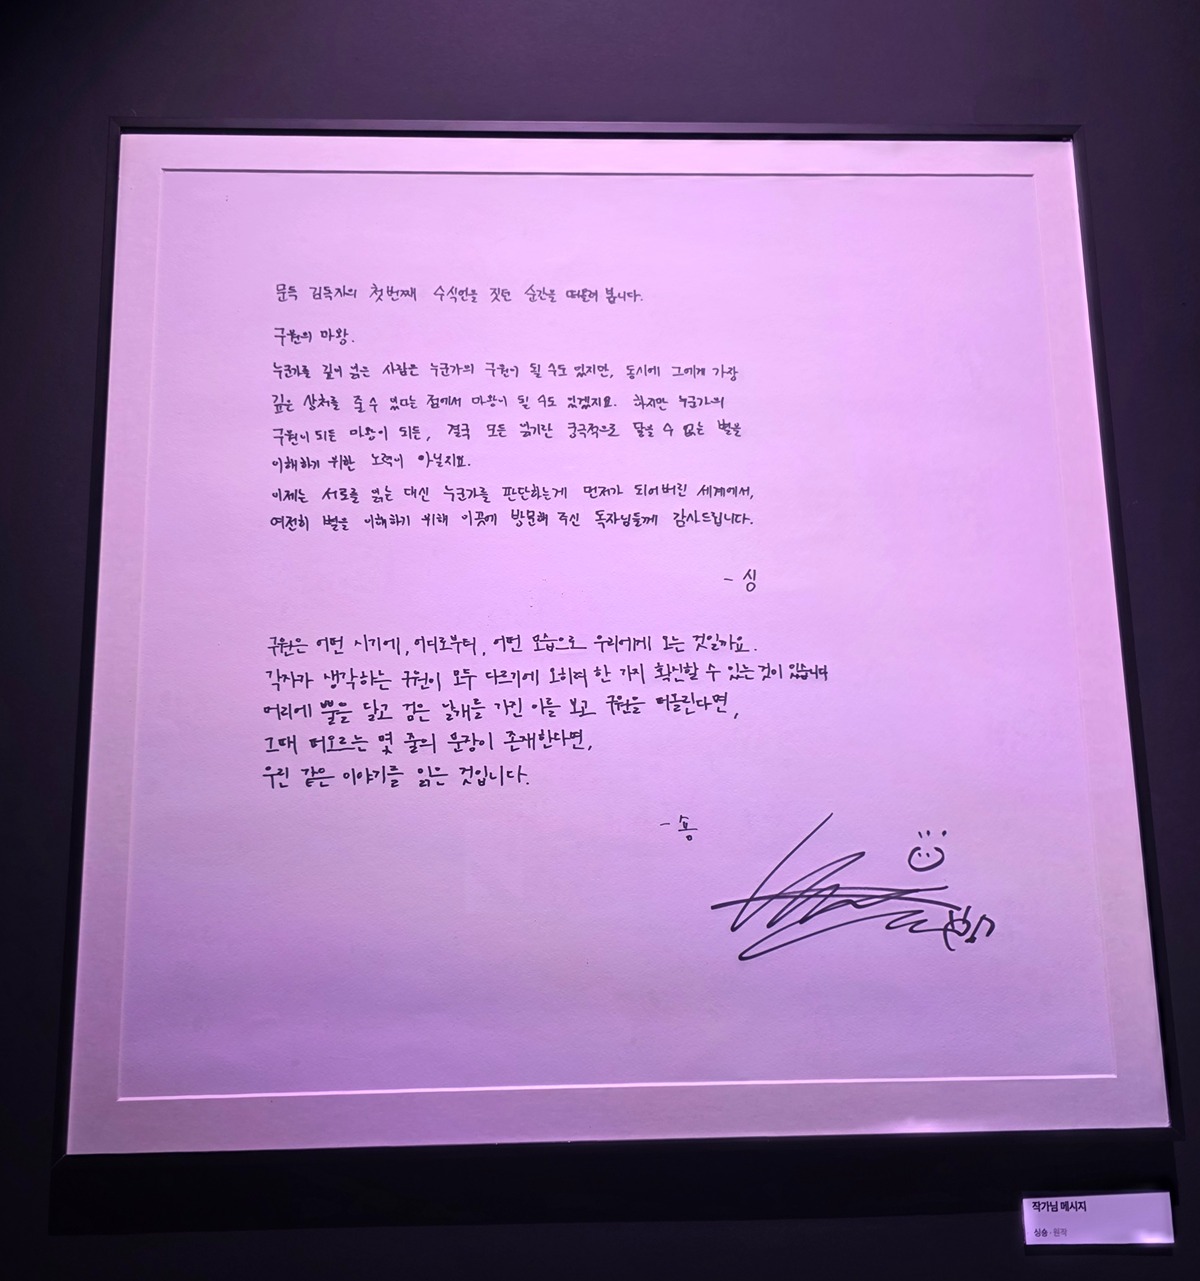 문득 김독자의 첫번째 수식언을 짓던 순간을 떠올려 봅니다.
구원의 마왕.
누군가를 깊이 읽은 사람은 누군가의 구원이 될 수도 있지만, 동시에 그에게 가장
깊은 상처를 줄 수 있다는 점에서 마왕이 될 수도 있겠지요. 하지만 누군가의
구원이 되든 마왕이 되든, 결국 모든 읽기란 궁극적으로 닿을 수 없는 별을
이해하기 위한 노력이 아닐지요.
이제는 서로를 읽는 대신 누군가를 판단하는게 먼저가 되어버린 세계에서,
여전히 별을 이해하기 위해 이곳에 방문해 주신 독자님들께 감사드립니다.
- 싱
구원은 어떤 시기에, 어디로부터, 어떤 모습으로 우리에게 오는 것일까요.
각자가 생각하는 구원이 모두 다르기에 오히려 한 가지 확신할 수 있는 것이 있습니다
머리에 뿔을 달고 검은 날개를 가진 이를 보고 구원을 떠올린다면,
그때 떠오르는 몇 줄의 문장이 존재한다면,
우린 같은 이야기를 읽은 것입니다.
- 숑
작가님 메시지
싱숑 · 원작